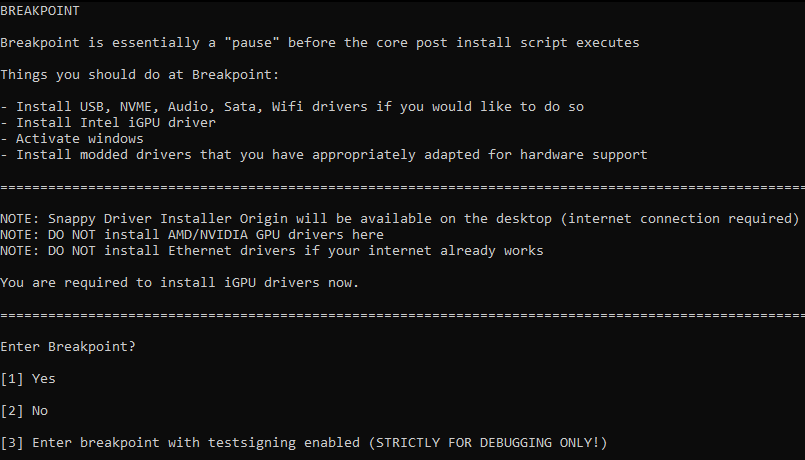 BREAKPOINT
Breakpoint is essentially a "pause" before the core post install script executes
Things you should do at Breakpoint:
- Install USB, NVME, Audio, Sata, Wifi drivers if you would like to do so
- Install Intel iGPU driver
- Activate windows
- Install modded drivers that you have appropriately adapted for hardware support
=====================================================================================================
NOTE: Snappy Driver Installer Origin will be available on the desktop (internet connection required)
NOTE: DO NOT install AMD/NVIDIA GPU drivers here
NOTE: DO NOT install Ethernet drivers if your internet already works
You are required to install iGPU drivers now.
=====================================================================================================
Enter Breakpoint?
[1] Yes
[2] No
[3] Enter breakpoint with testsigning enabled (STRICTLY FOR DEBUGGING ONLY!)